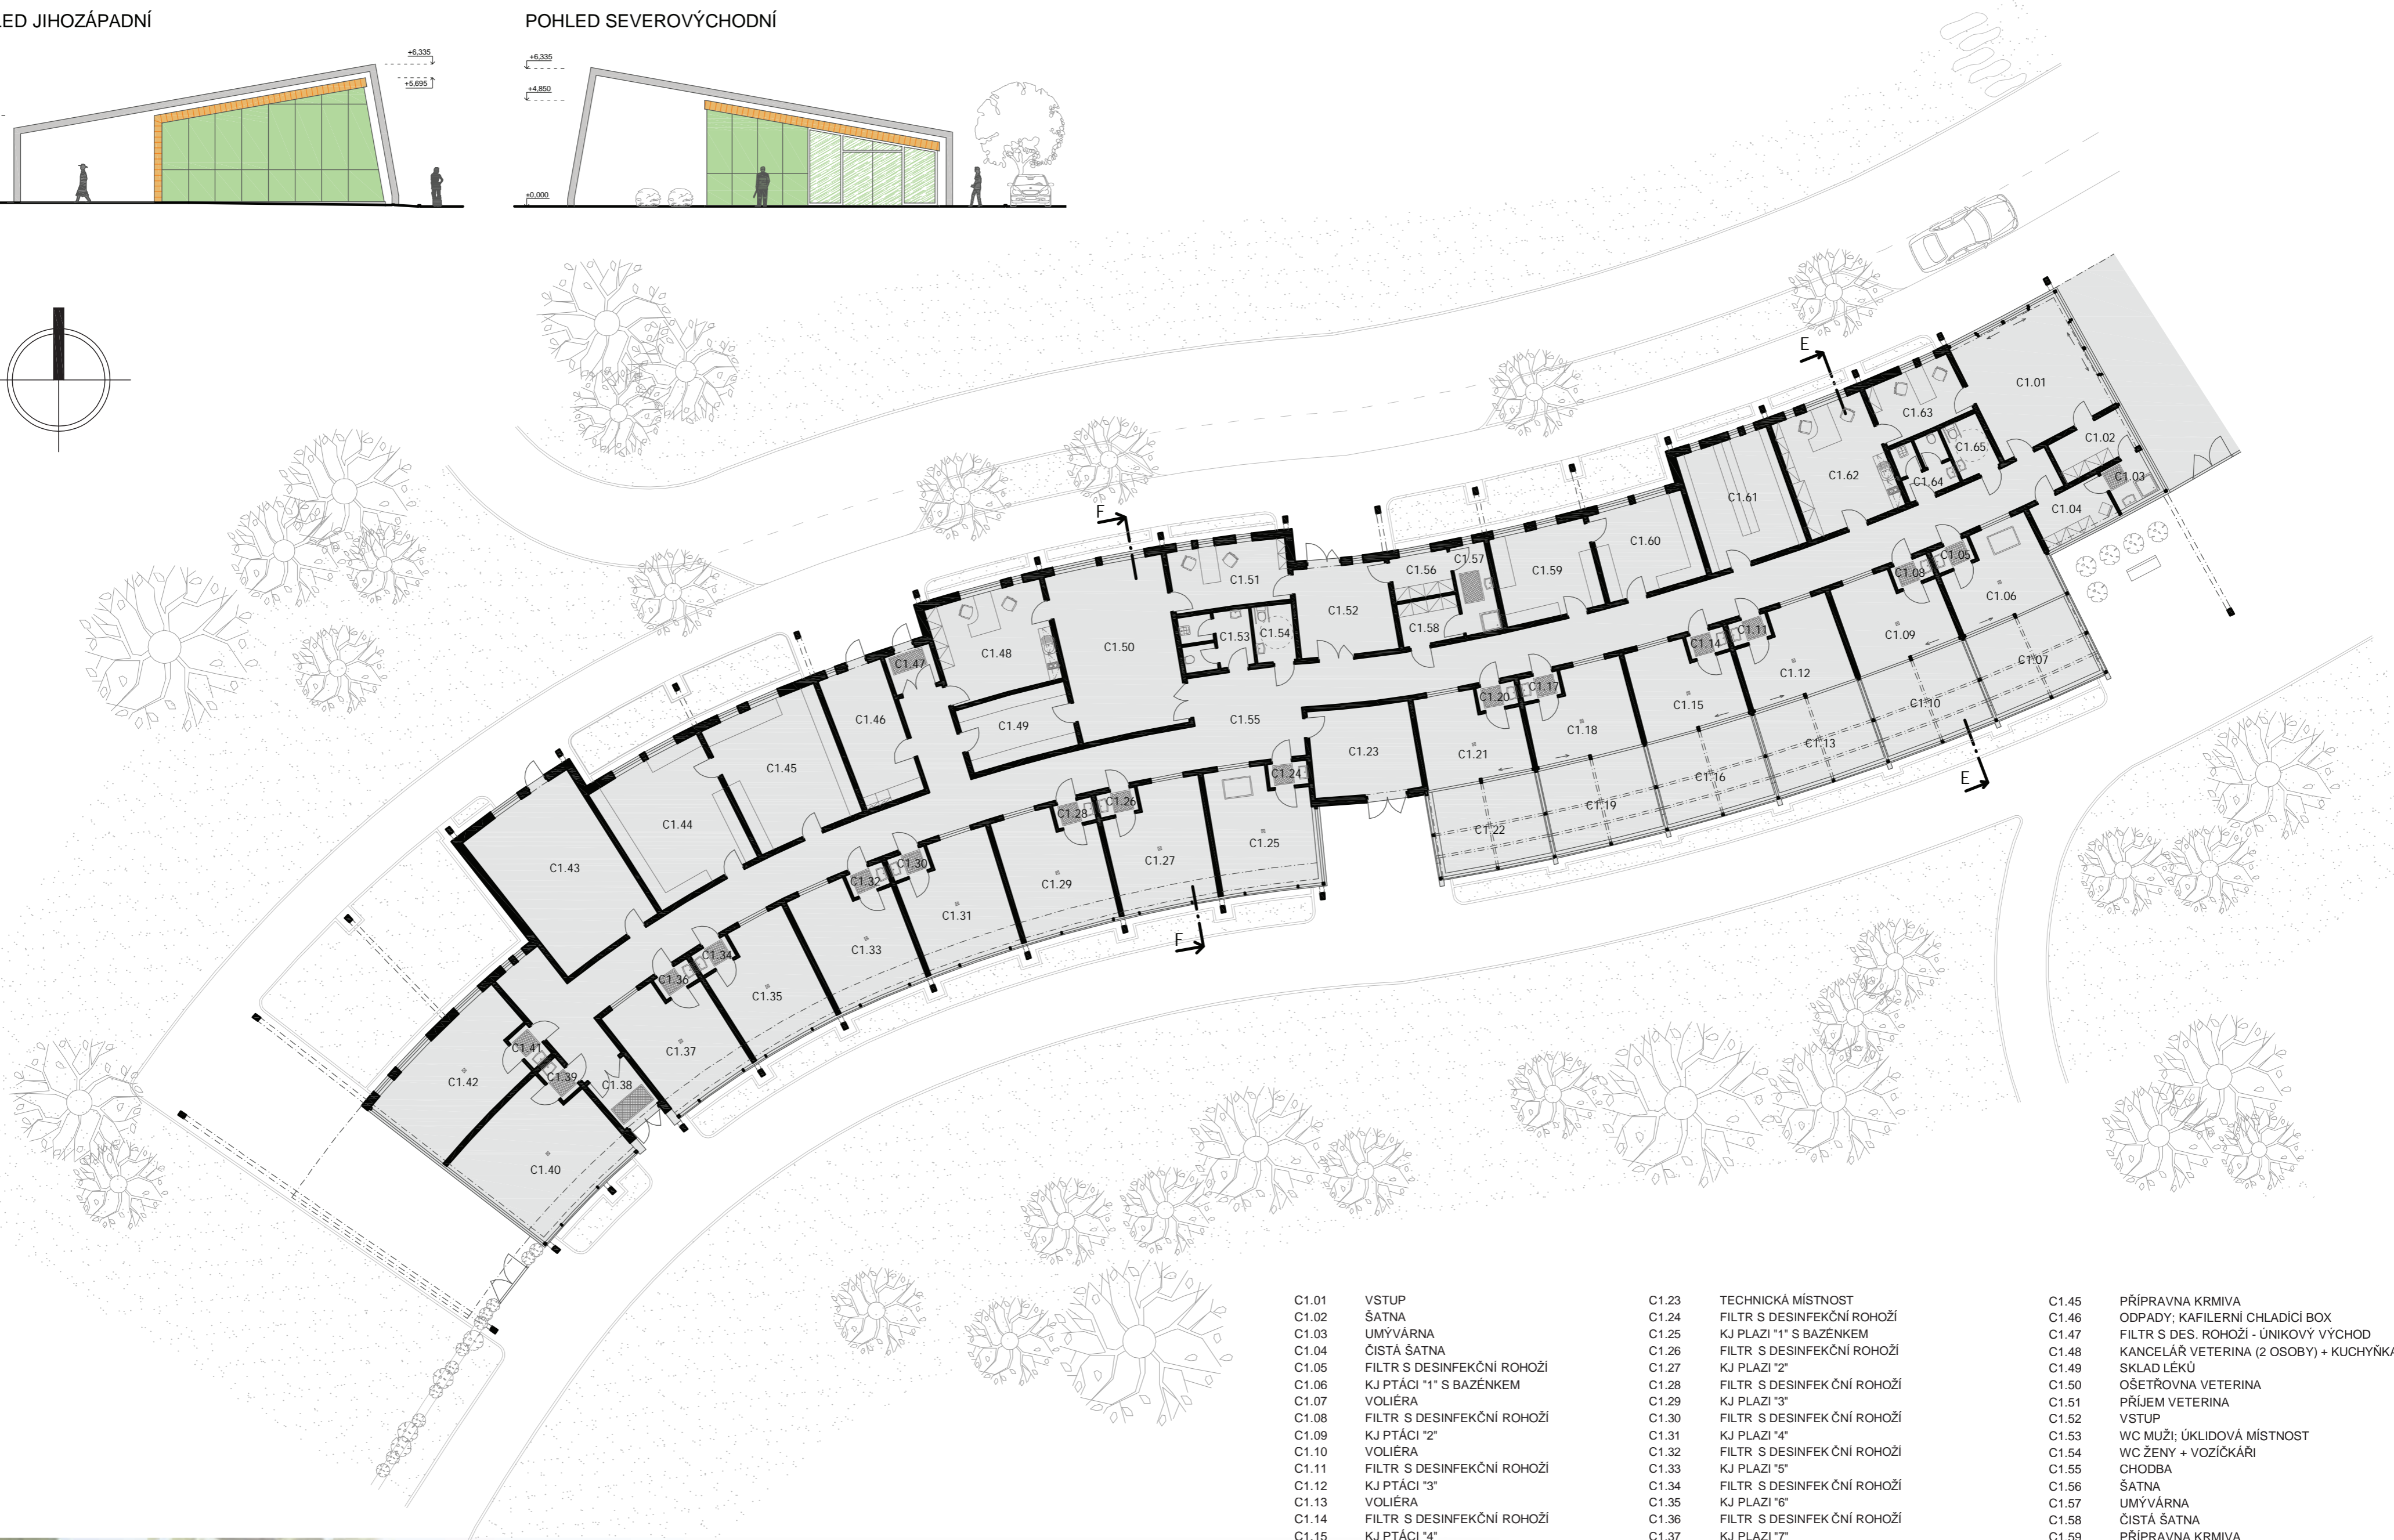 LED JIHOZÁPADNÍ
POHLED SEVEROVÝCHODNÍ
+6,335
+5,695
+6,335
+4,850
±0,000
E
C1.01
C1.63
C1.02
C1.65
C1.03
C1.62
C1.64
C1.61
C1.04
F
C1.60
C1.05
C1.57
C1.56
C1.59
C1.08
C1.51
C1.06
C1.52
C1.58
C1.53
C1.54
C1.11
C1.09
C1.14
C1.50
C1.48
C1.47
C1.07
C1.12
C1.17
C1.20
C1.15
C1.10
C1.46
C1.49
C1.55
C1.18
C1.13
C1.23
C1.21
C1.45
C1.24
C1.16
E
C1.26
C1.19
C1.28
C1.44
C1.22
C1.25
C1.27
C1.30
C1.43
C1.32
C1.29
C1.31
F
C1.33
C1.34
C1.36
C1.35
C1.41
C1.37
C1.39
C1.42
C1.38
C1.40
C1.01 VSTUP
C1.02 ŠATNA
C1.03 UMÝVÁRNA
C1.04 ČISTÁ ŠATNA
C1.05 FILTR S DESINFEKČNÍ ROHOŽÍ
C1.06 KJ PTÁCI "1" S BAZÉNKEM
C1.07 VOLIÉRA
C1.08 FILTR S DESINFEKČNÍ ROHOŽÍ
C1.09 KJ PTÁCI "2"
C1.10 VOLIÉRA
C1.11 FILTR S DESINFEKČNÍ ROHOŽÍ
C1.12 KJ PTÁCI "3"
C1.13 VOLIÉRA
C1.14 FILTR S DESINFEKČNÍ ROHOŽÍ
C1.15 KJ PTÁCI "4"
C1.23 TECHNICKÁ MÍSTNOST
C1.24 FILTR S DESINFEKČNÍ ROHOŽÍ
C1.25 KJ PLAZI "1" S BAZÉNKEM
C1.26 FILTR S DESINFEKČNÍ ROHOŽÍ
C1.27 KJ PLAZI "2"
C1.28 FILTR S DESINFEK ČNÍ ROHOŽÍ
C1.29 KJ PLAZI "3"
C1.30 FILTR S DESINFEK ČNÍ ROHOŽÍ
C1.31 KJ PLAZI "4"
C1.32 FILTR S DESINFEK ČNÍ ROHOŽÍ
C1.33 KJ PLAZI "5"
C1.34 FILTR S DESINFEK ČNÍ ROHOŽÍ
C1.35 KJ PLAZI "6"
C1.36 FILTR S DESINFEK ČNÍ ROHOŽÍ
C1.37 KJ PLAZI "7"
C1.45 PŘÍPRAVNA KRMIVA
C1.46 ODPADY; KAFILERNÍ CHLADÍCÍ BOX
C1.47 FILTR S DES. ROHOŽÍ - ÚNIKOVÝ VÝCHOD
C1.48 KANCELÁŘ VETERINA (2 OSOBY) + KUCHYŇKA
C1.49 SKLAD LÉKŮ
C1.50 OŠETŘOVNA VETERINA
C1.51 PŘÍJEM VETERINA
C1.52 VSTUP
C1.53 WC MUŽI; ÚKLIDOVÁ MÍSTNOST
C1.54 WC ŽENY + VOZÍČKÁŘI
C1.55 CHODBA
C1.56 ŠATNA
C1.57 UMÝVÁRNA
C1.58 ČISTÁ ŠATNA
C1.59 PŘÍPRAVNA KRMIVA